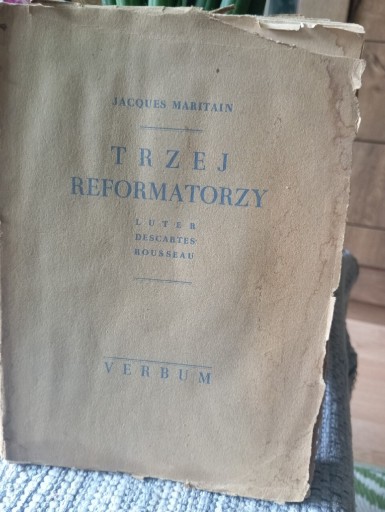 JACQUES MARITAIN
TRZEJ
REFORMATORZY
LUTER
DESCARTES
ROUSSEAU
VERBUM